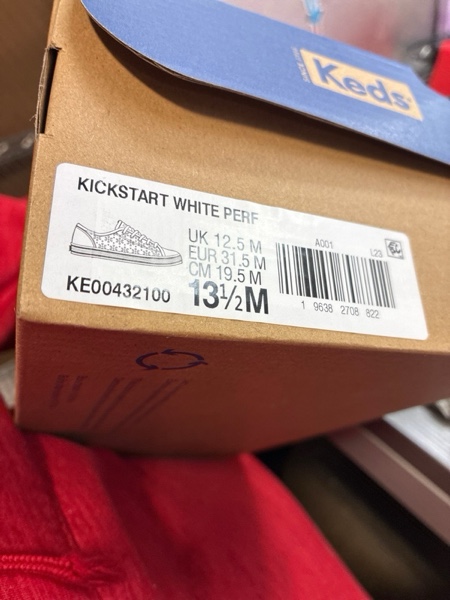 Keds
KICKSTART WHITE PERF
UK 12.5 M
EUR 31.5 M
CM 19.5 M
13½M
KE00432100
A001
L23
1 9638 2708 822